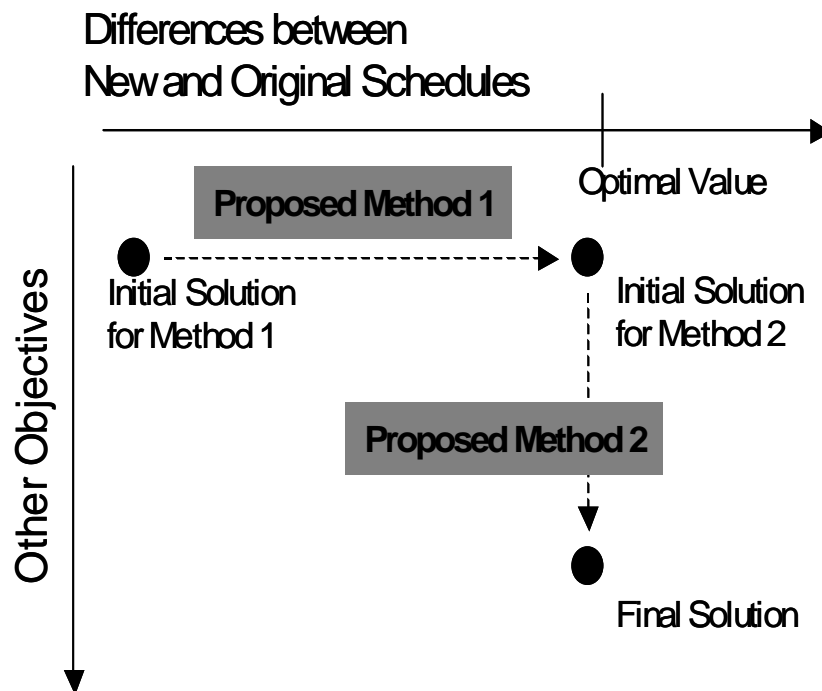 Differences between
New and Original Schedules
Optimal Value
Proposed Method 1
Initial Solution
for Method 1
Initial Solution
for Method 2
Other Objectives
Proposed Method 2
Final Solution